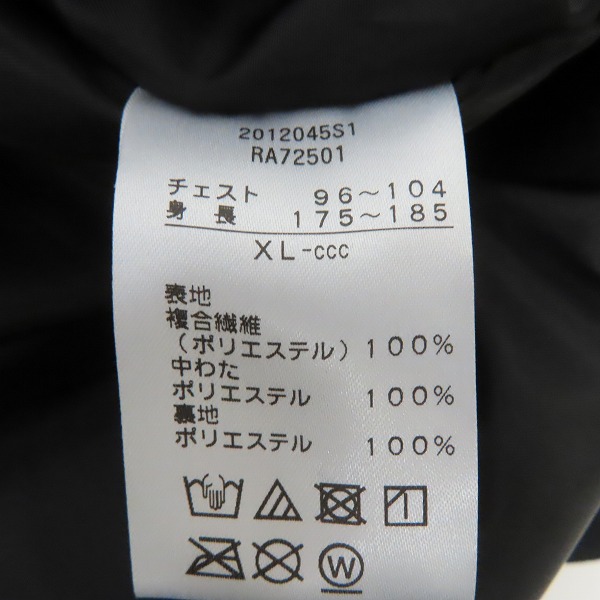 2012045S1
RA72501
チェスト 96～104
身長 175～185
XL-ccc
表地
複合繊維
(ポリエステル) 100%
中わた
ポリエステル 100%
裏地
ポリエステル 100%
W